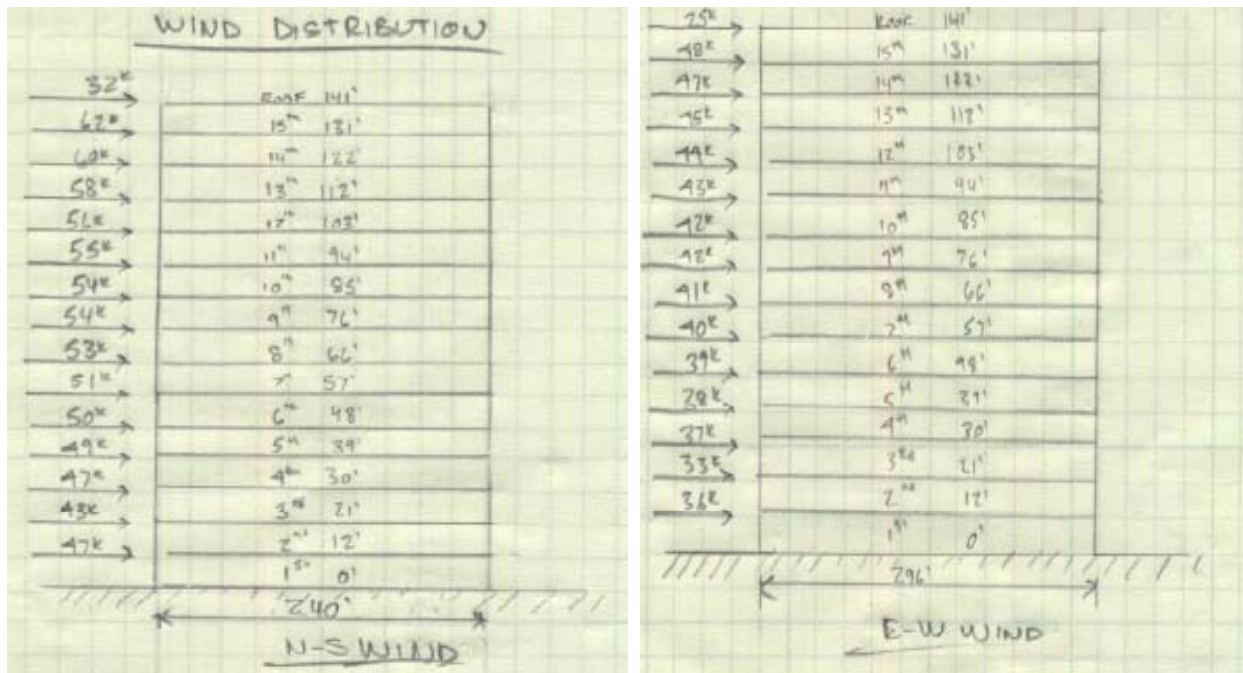 WIND DISTRIBUTION
32k ROOF 141'
62k 15th 131'
60k 14th 122'
58k 13th 112'
56k 12th 103'
55k 11th 94'
54k 10th 85'
54k 9th 76'
53k 8th 66'
51k 7th 57'
50k 6th 48'
49k 5th 39'
47k 4th 30'
43k 3rd 21'
47k 2nd 12'
1st 0'
240'
N-S WIND
25k ROOF 141'
48k 15th 131'
47k 14th 122'
45k 13th 112'
44k 12th 103'
43k 11th 94'
42k 10th 85'
42k 9th 76'
41k 8th 66'
40k 7th 57'
39k 6th 48'
5th
37k 4th 30'
33k 3rd 21'
36k 2nd 12'
1st 0'
296'
E-W WIND